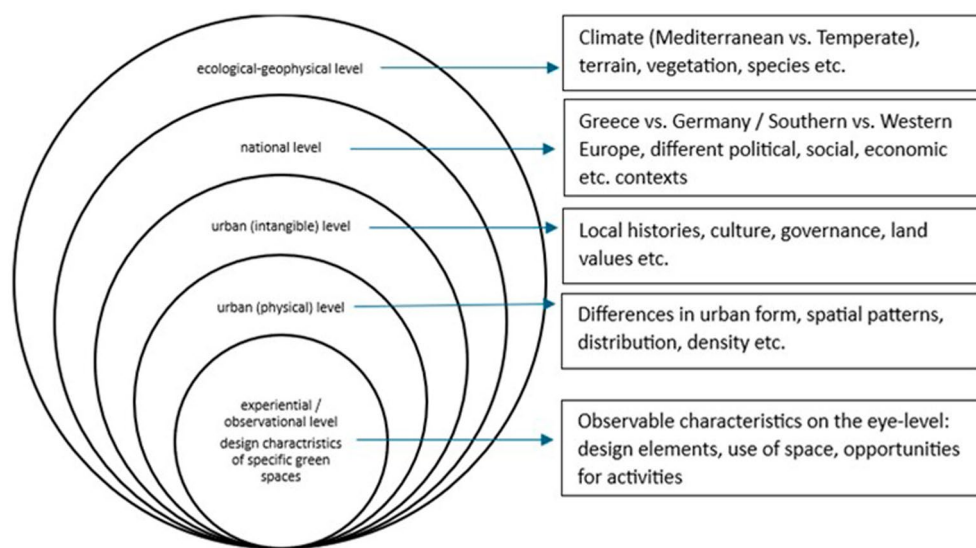 ecological-geophysical level
Climate (Mediterranean vs. Temperate),
terrain, vegetation, species etc.
national level
Greece vs. Germany / Southern vs. Western
Europe, different political, social, economic
etc. contexts
urban (intangible) level
Local histories, culture, governance, land
values etc.
urban (physical) level
Differences in urban form, spatial patterns,
distribution, density etc.
experiential /
observational level
design charactristics
of specific green
spaces
Observable characteristics on the eye-level:
design elements, use of space, opportunities
for activities